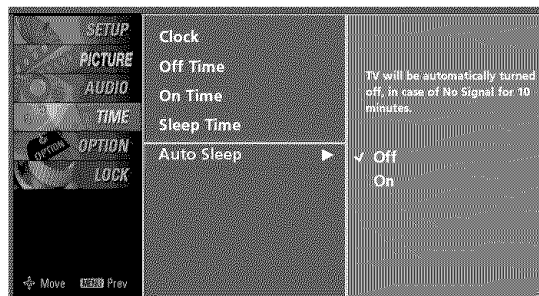 SETUP
PICTURE
AUDIO
TIME
OPTION
OPTION
LOCK
Move MENU Prev
Clock
Off Time
On Time
Sleep Time
Auto Sleep ▶
TV will be automatically turned
off, in case of No Signal for 10
minutes.
✓ Off
On